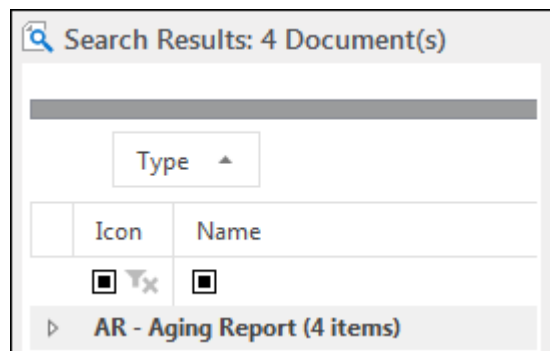 Search Results: 4 Document(s)
Type
Icon Name
AR - Aging Report (4 items)